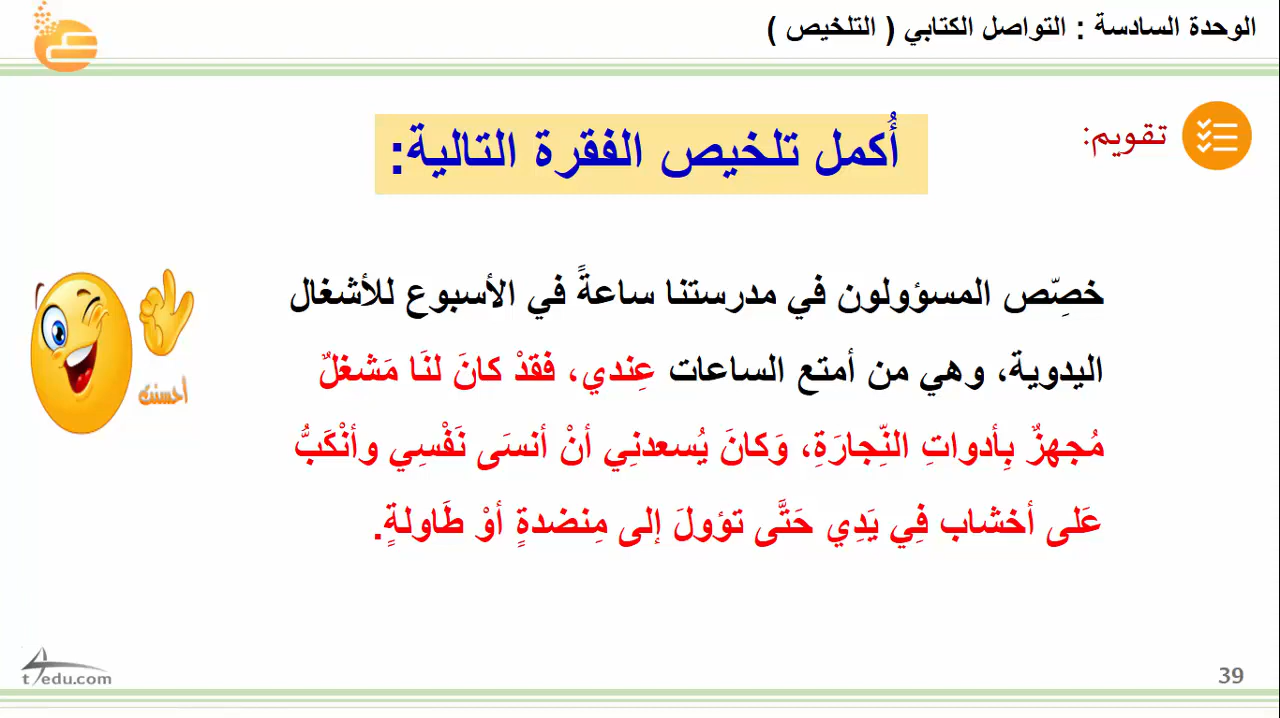 الوحدة السادسة : التواصل الكتابي ( التلخيص )
تقويم:
أُكمل تلخيص الفقرة التالية:
خصِّص المسؤولون في مدرستنا ساعةً في الأسبوع للأشغال
اليدوية، وهي من أمتع الساعات عِندي، فقدْ كانَ لنَا مَشغلٌ
مُجهزٌ بِأدواتِ النِّجارَةِ، وَكانَ يُسعدنِي أنْ أنسَى نَفْسِي وأنْكَبُّ
عَلى أخشاب فِي يَدِي حَتَّى تؤولَ إلى مِنضدةٍ أوْ طَاولةٍ.
أحسنت
t4edu.com
39